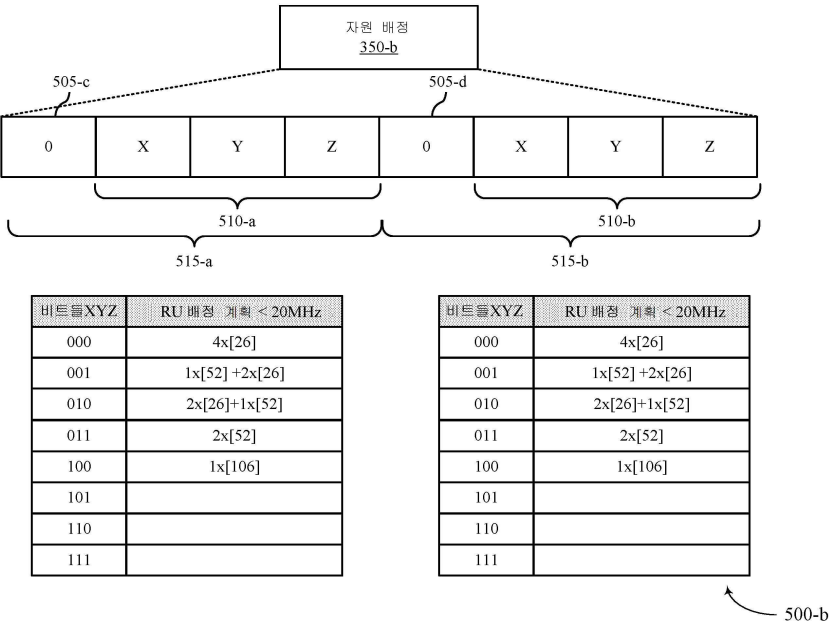 자원 배정
350-b
505-c
505-d
0 X Y Z 0 X Y Z
510-a
510-b
515-a
515-b
비트들XYZ RU 배정 계획 < 20MHz
000 4x[26]
001 1x[52] +2x[26]
010 2x[26]+1x[52]
011 2x[52]
100 1x[106]
101
110
111
비트들XYZ RU 배정 계획 < 20MHz
000 4x[26]
001 1x[52] +2x[26]
010 2x[26]+1x[52]
011 2x[52]
100 1x[106]
101
110
111
500-b